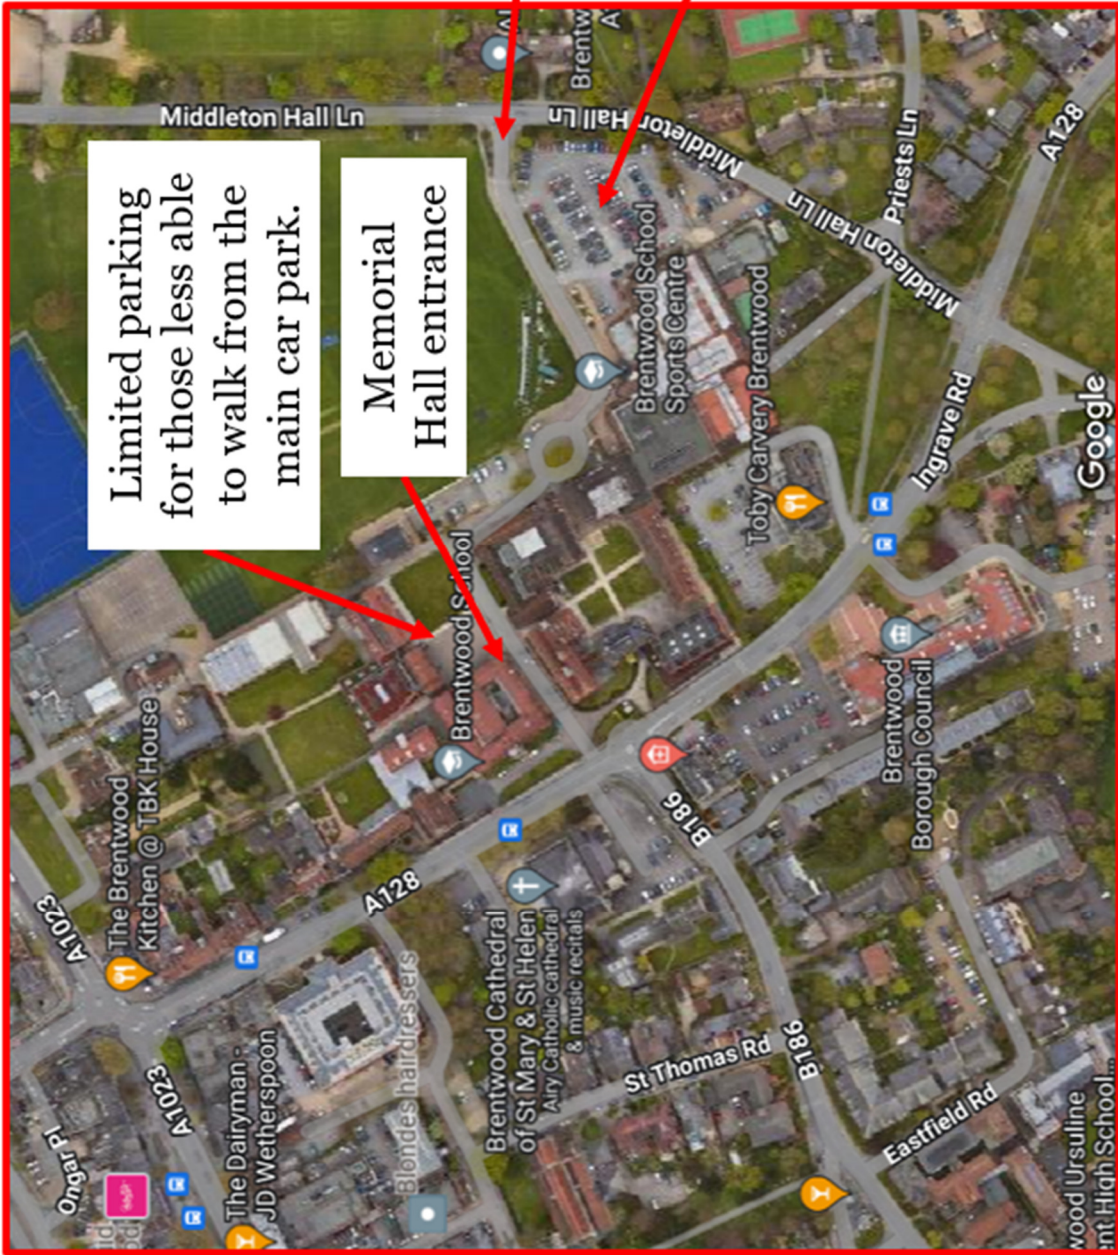 Limited parking
for those less able
to walk from the
main car park.
Memorial
Hall entrance
Middleton Hall Ln
Middleton Hall Ln
Middleton Hall Ln
Priests Ln
A128
Brentw
Brentwood School
Sports Centre
Toby Carvery Brentwood
Ingrave Rd
Google
Brentwood School
The Brentwood
Kitchen @ TBK House
A1023
A128
B186
Brentwood
Borough Council
Brentwood Cathedral
of St Mary & St Helen
Airy Catholic cathedral
& music recitals
Blondes hairdressers
The Dairyman -
JD Wetherspoon
A1023
Ongar Pl
St Thomas Rd
B186
Eastfield Rd
wood Ursuline
nt High School...